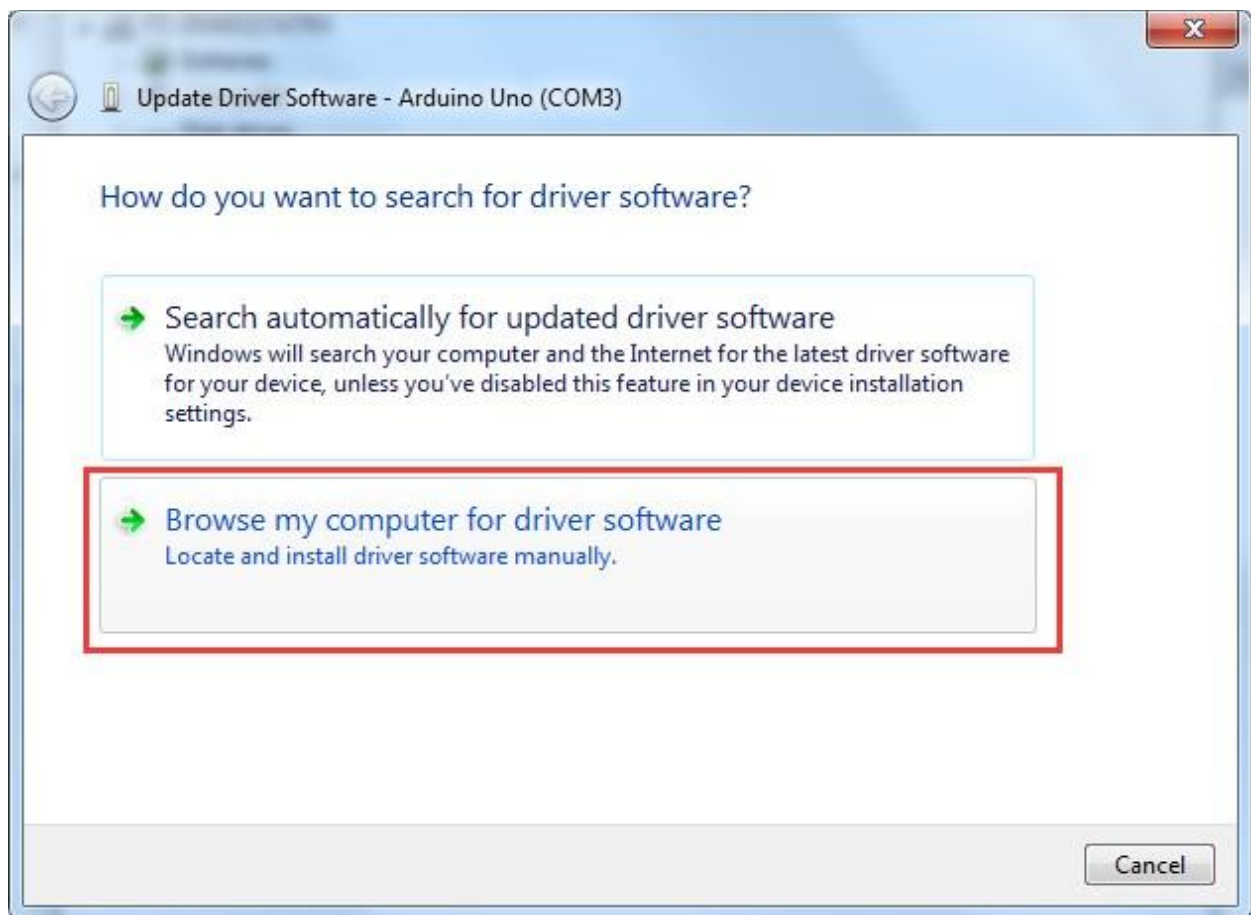 Update Driver Software - Arduino Uno (COM3)
How do you want to search for driver software?
Search automatically for updated driver software
Windows will search your computer and the Internet for the latest driver software
for your device, unless you've disabled this feature in your device installation
settings.
Browse my computer for driver software
Locate and install driver software manually.
Cancel